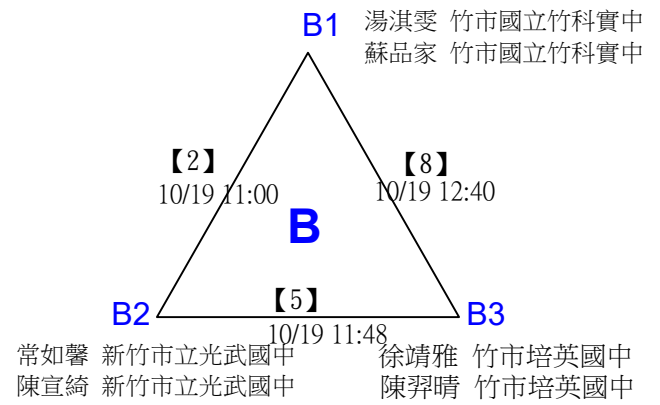 B1
湯淇雯 竹市國立竹科實中
蘇品家 竹市國立竹科實中
【2】
10/19 11:00
【8】
10/19 12:40
B
B2
【5】
10/19 11:48
B3
常如馨 新竹市立光武國中
陳宣綺 新竹市立光武國中
徐靖雅 竹市培英國中
陳羿晴 竹市培英國中